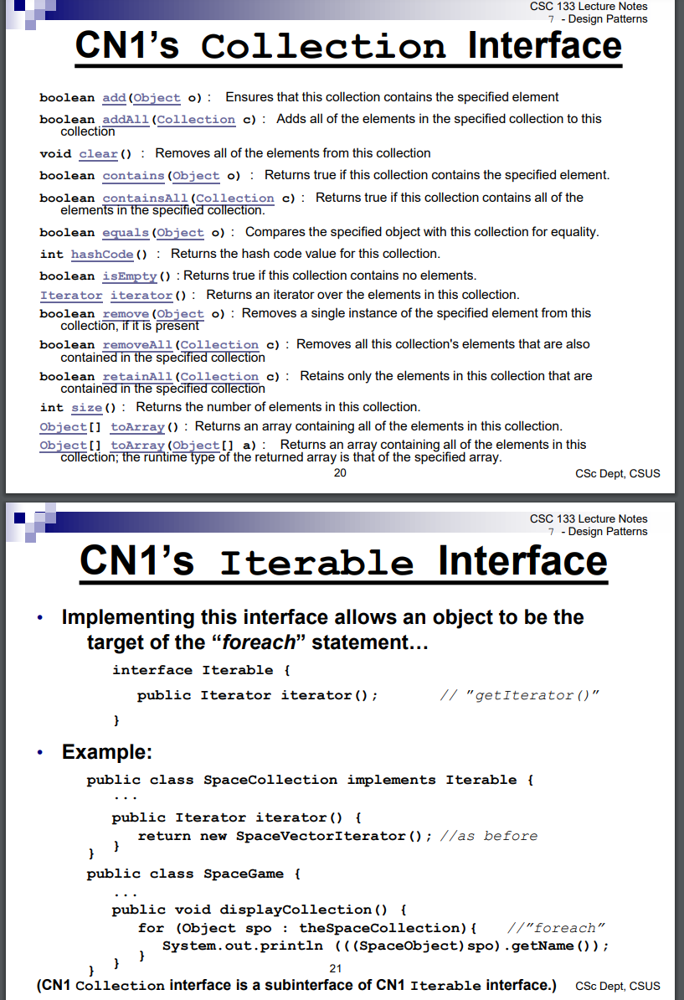 CSC 133 Lecture Notes
7 - Design Patterns
CN1’s Collection Interface
boolean add(Object o): Ensures that this collection contains the specified element
boolean addAll(Collection c): Adds all of the elements in the specified collection to this
collection
void clear() : Removes all of the elements from this collection
boolean contains(Object o) : Returns true if this collection contains the specified element.
boolean containsAll(Collection c): Returns true if this collection contains all of the
elements in the specified collection.
boolean equals(Object o): Compares the specified object with this collection for equality.
int hashCode() : Returns the hash code value for this collection.
boolean isEmpty() : Returns true if this collection contains no elements.
Iterator iterator(): Returns an iterator over the elements in this collection.
boolean remove(Object o): Removes a single instance of the specified element from this
collection, if it is present
boolean removeAll(Collection c): Removes all this collection's elements that are also
contained in the specified collection
boolean retainAll(Collection c): Retains only the elements in this collection that are
contained in the specified collection
int size(): Returns the number of elements in this collection.
Object[] toArray(): Returns an array containing all of the elements in this collection.
Object[] toArray(Object[] a): Returns an array containing all of the elements in this
collection; the runtime type of the returned array is that of the specified array.
20
CSc Dept, CSUS
CSC 133 Lecture Notes
7 - Design Patterns
CN1’s Iterable Interface
• Implementing this interface allows an object to be the
target of the “foreach” statement…
interface Iterable {
public Iterator iterator(); // ”getIterator()”
}
• Example:
public class SpaceCollection implements Iterable {
...
public Iterator iterator() {
return new SpaceVectorIterator(); //as before
}
}
public class SpaceGame {
...
public void displayCollection() {
for (Object spo : theSpaceCollection){ //”foreach”
System.out.println (((SpaceObject)spo).getName());
}
}
}
21
(CN1 Collection interface is a subinterface of CN1 Iterable interface.)
CSc Dept, CSUS